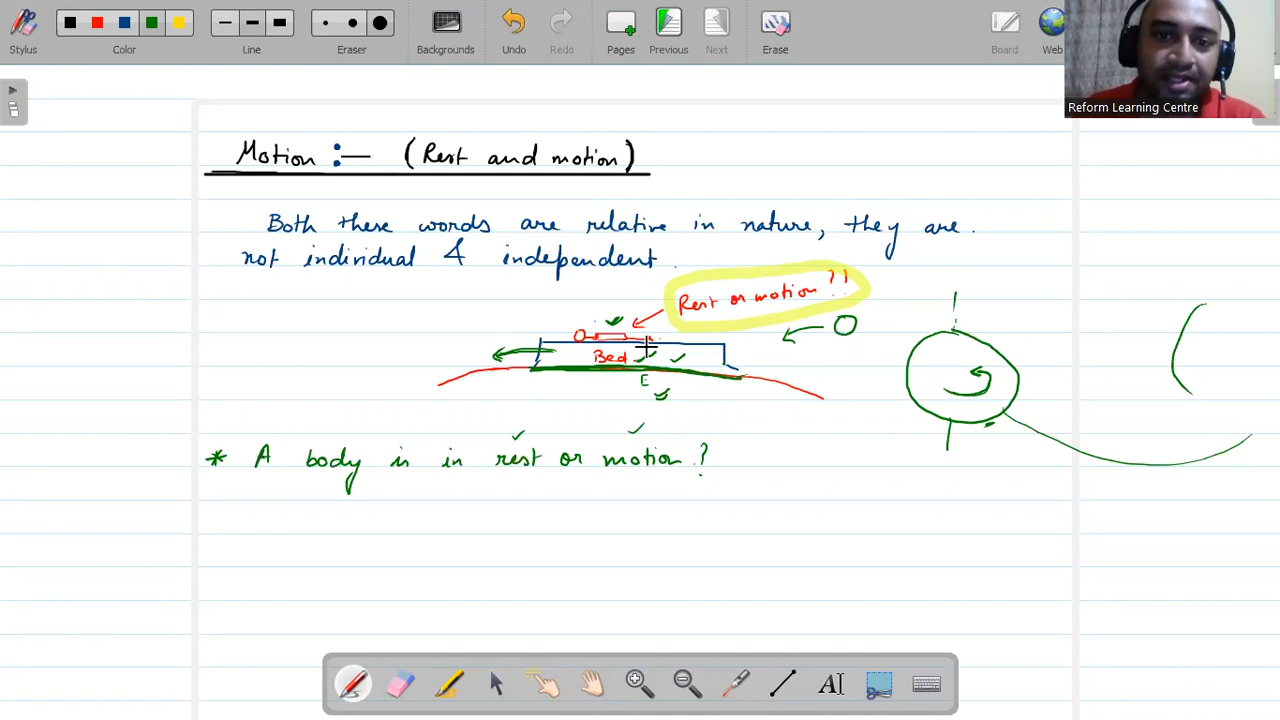 Stylus
Color
Line
Eraser
Backgrounds
Undo
Redo
Pages
Previous
Next
Erase
Board
Web
Reform Learning Centre
Motion :— (Rest and motion)
Both these words are relative in nature, they are
not individual & independent.
Rest or motion ?!
Bed
E
* A body is in rest or motion?